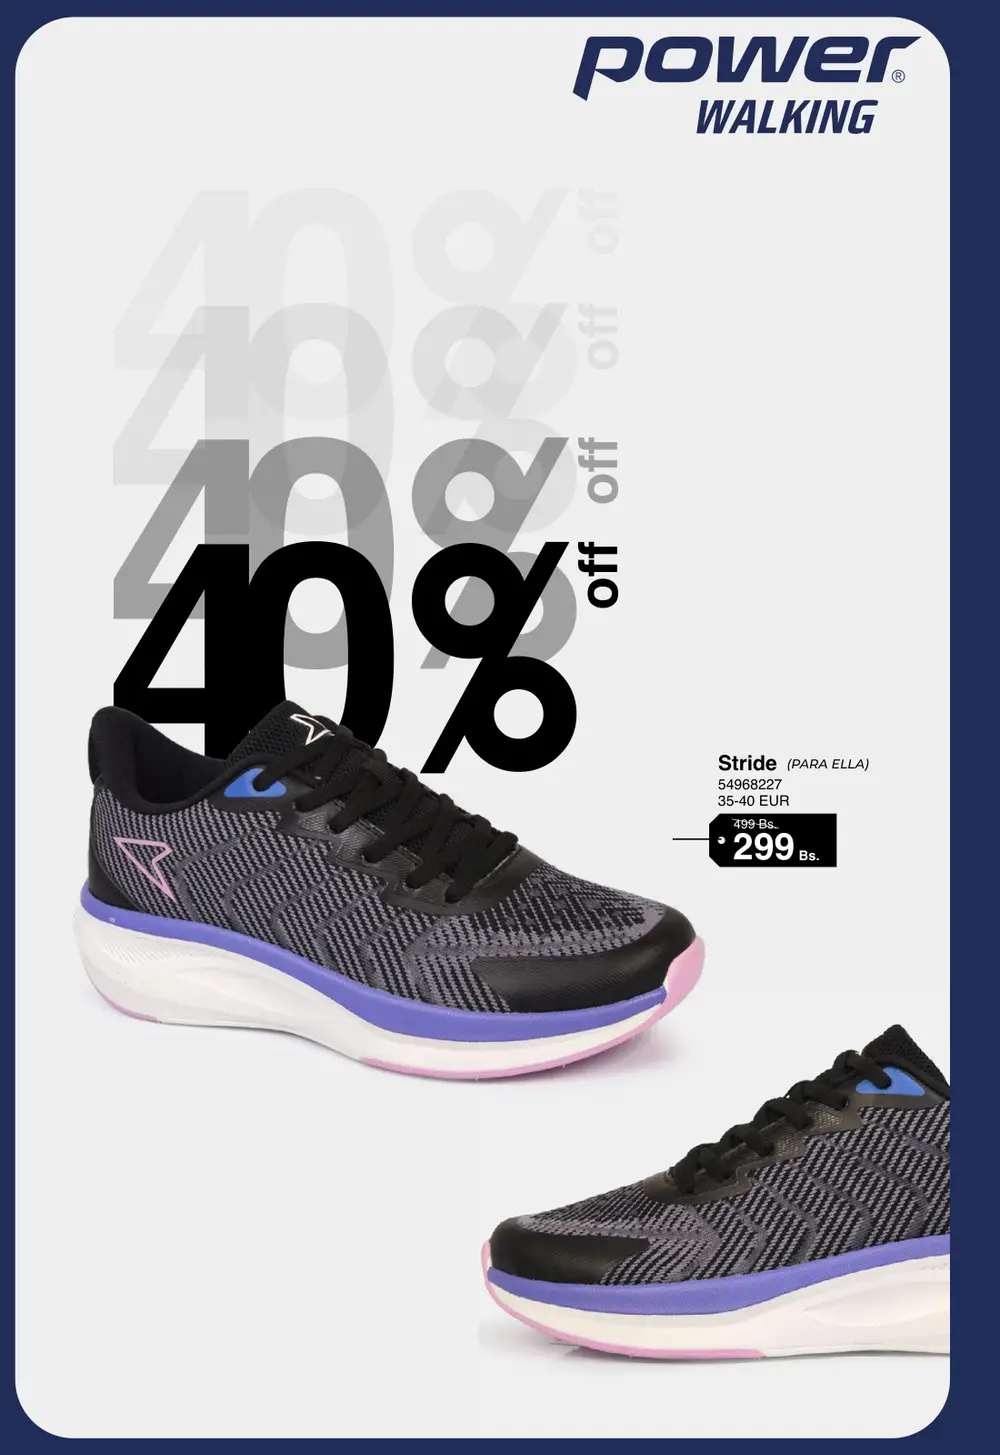 power®
WALKING
40% off
40% off
40% off
40% off
Stride (PARA ELLA)
54968227
35-40 EUR
499 Bs.
299 Bs.